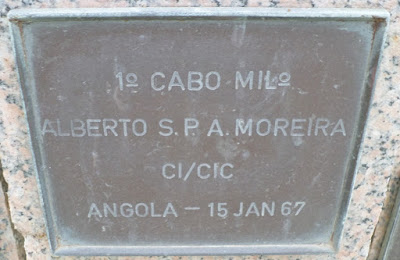 1º CABO MILº
ALBERTO S.P.A. MOREIRA
CI/CIC
ANGOLA - 15 JAN 67